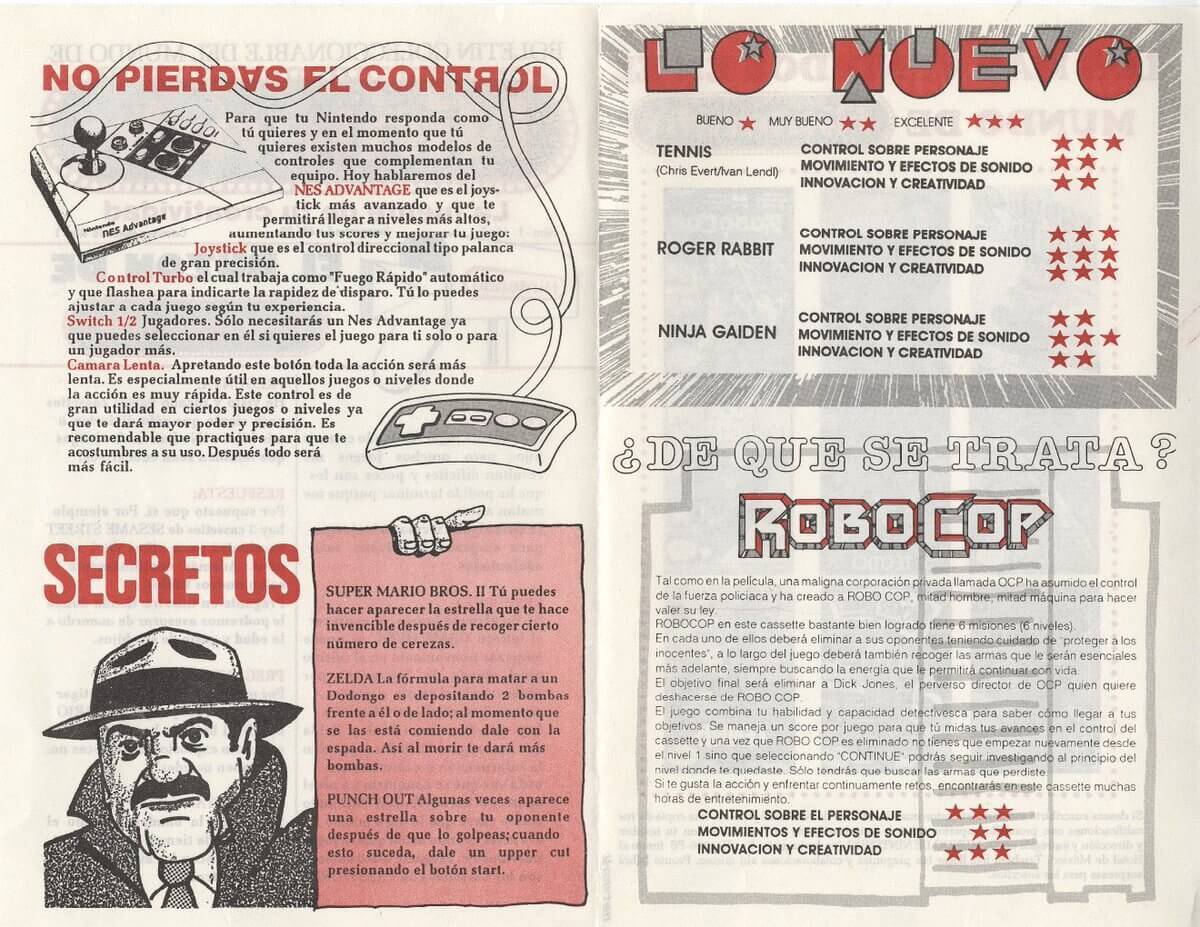 NO PIERDAS EL CONTROL
Para que tu Nintendo responda como
tú quieres y en el momento que tú
quieres existen muchos modelos de
controles que complementan tu
equipo. Hoy hablaremos del
NES ADVANTAGE que es el joys-
tick más avanzado y que te
permitirá llegar a niveles más altos,
aumentando tus scores y mejorar tu juego:
Joystick que es el control direccional tipo palanca
de gran precisión.
Control Turbo el cual trabaja como "Fuego Rápido" automático
y que flashea para indicarte la rapidez de disparo. Tú lo puedes
ajustar a cada juego según tu experiencia.
Switch 1/2 Jugadores. Sólo necesitarás un Nes Advantage ya
que puedes seleccionar en él si quieres el juego para ti solo o para
un jugador más.
Camara Lenta. Apretando este botón toda la acción será más
lenta. Es especialmente útil en aquellos juegos o niveles donde
la acción es muy rápida. Este control es de
gran utilidad en ciertos juegos o niveles ya
que te dará mayor poder y precisión. Es
recomendable que practiques para que te
acostumbres a su uso. Después todo será
más fácil.
Nintendo
NES Advantage
SECRETOS
SUPER MARIO BROS. II Tú puedes
hacer aparecer la estrella que te hace
invencible después de recoger cierto
número de cerezas.
ZELDA La fórmula para matar a un
Dodongo es depositando 2 bombas
frente a él o de lado; al momento que
se las está comiendo dale con la
espada. Así al morir te dará más
bombas.
PUNCH OUT Algunas veces aparece
una estrella sobre tu oponente
después de que lo golpeas; cuando
esto suceda, dale un upper cut
presionando el botón start.
LO NUEVO
BUENO ★ MUY BUENO ★★ EXCELENTE ★★★
TENNIS
(Chris Evert/Ivan Lendl)
CONTROL SOBRE PERSONAJE ★★★
MOVIMIENTO Y EFECTOS DE SONIDO ★★
INNOVACION Y CREATIVIDAD ★★
ROGER RABBIT
CONTROL SOBRE PERSONAJE ★★★
MOVIMIENTO Y EFECTOS DE SONIDO ★★★
INNOVACION Y CREATIVIDAD ★★★
NINJA GAIDEN
CONTROL SOBRE PERSONAJE ★★
MOVIMIENTO Y EFECTOS DE SONIDO ★★★
INNOVACION Y CREATIVIDAD ★★
¿DE QUE SE TRATA?
ROBOCOP
Tal como en la película, una maligna corporación privada llamada OCP ha asumido el control
de la fuerza policiaca y ha creado a ROBO COP, mitad hombre, mitad máquina para hacer
valer su ley.
ROBOCOP en este cassette bastante bien logrado tiene 6 misiones (6 niveles).
En cada uno de ellos deberá eliminar a sus oponentes teniendo cuidado de "proteger a los
inocentes", a lo largo del juego deberá también recoger las armas que le serán esenciales
más adelante, siempre buscando la energía que le permitirá continuar con vida.
El objetivo final será eliminar a Dick Jones, el perverso director de OCP quien quiere
deshacerse de ROBO COP.
El juego combina tu habilidad y capacidad detectivesca para saber cómo llegar a tus
objetivos. Se maneja un score por juego para que tú midas tus avances en el control del
cassette y una vez que ROBO COP es eliminado no tienes que empezar nuevamente desde
el nivel 1 sino que seleccionando "CONTINUE" podrás seguir investigando al principio del
nivel donde te quedaste. Sólo tendrás que buscar las armas que perdiste.
Si te gusta la acción y enfrentar continuamente retos, encontrarás en este cassette muchas
horas de entretenimiento.
CONTROL SOBRE EL PERSONAJE ★★★
MOVIMIENTOS Y EFECTOS DE SONIDO ★★
INNOVACION Y CREATIVIDAD ★★★